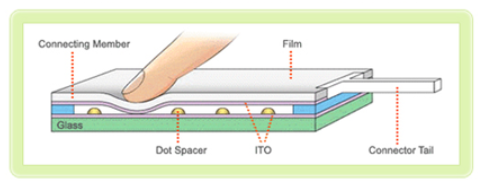 Connecting Member
Film
Glass
Dot Spacer
ITO
Connector Tail